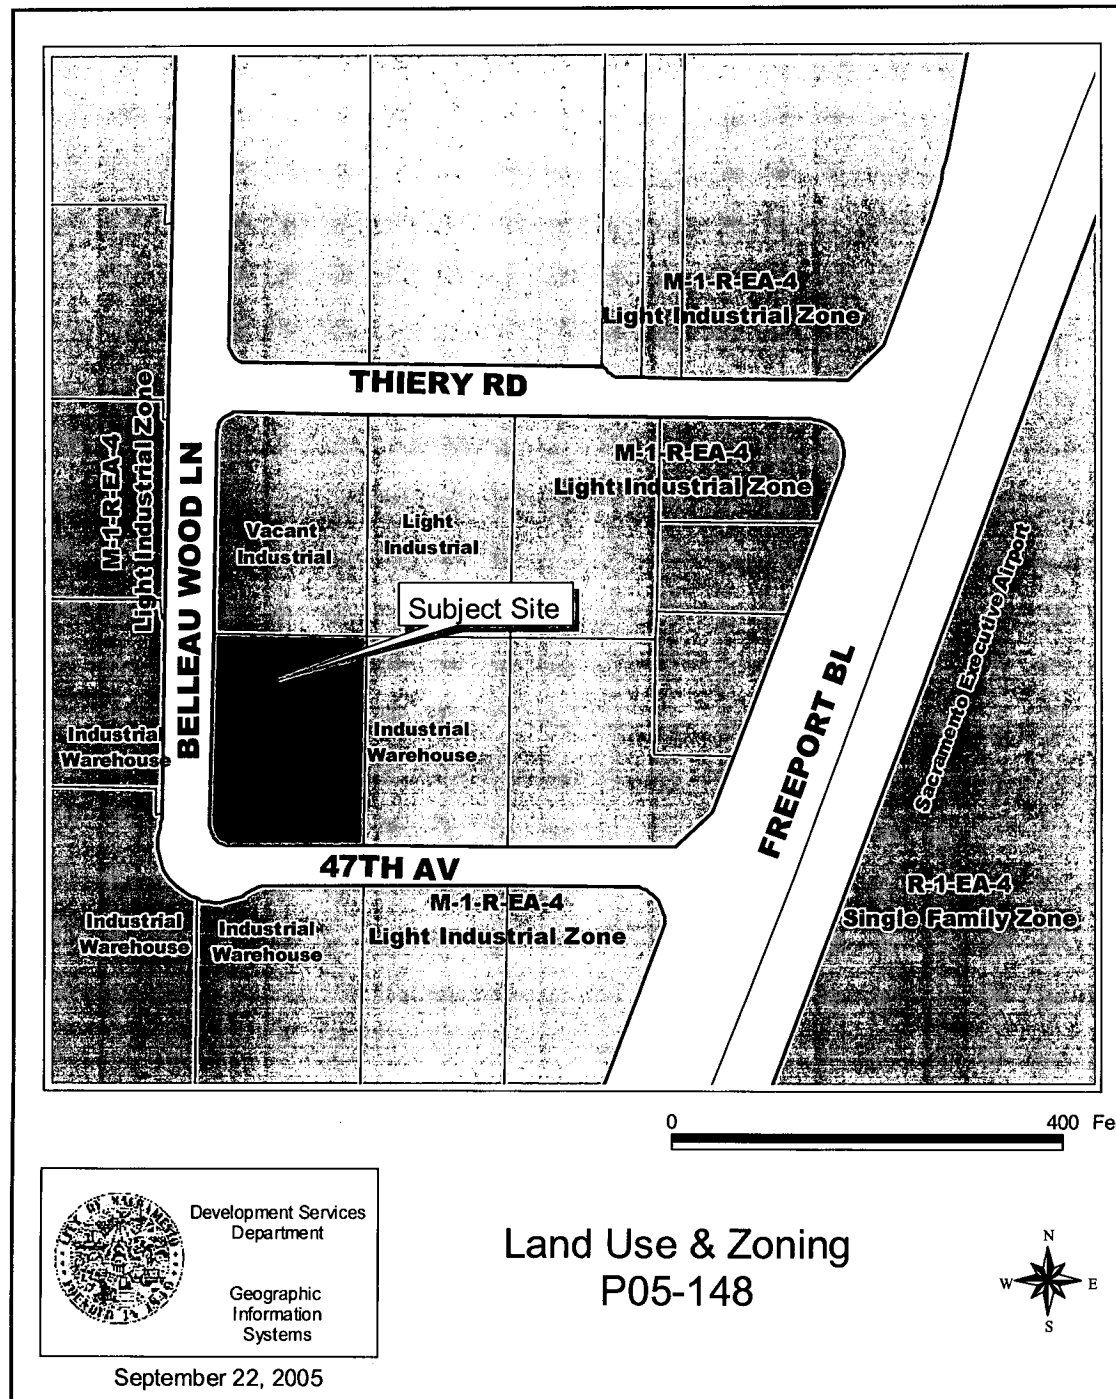 M-1-R-EA-4
Light Industrial Zone
THIERY RD
M-1-R-EA-4
Light Industrial Zone
M-1-R-EA-4
Light Industrial Zone
BELLEAU WOOD LN
Vacant
Industrial
Light
Industrial
Subject Site
Sacramento Executive Airport
FREEPORT BL
Industrial
Warehouse
Industrial
Warehouse
47TH AV
R-1-EA-4
Single Family Zone
M-1-R-EA-4
Light Industrial Zone
Industrial
Warehouse
Industrial
Warehouse
0 400 Fe
CITY OF SACRAMENTO
Development Services
Department
Geographic
Information
Systems
Land Use & Zoning
P05-148
N
W E
S
September 22, 2005